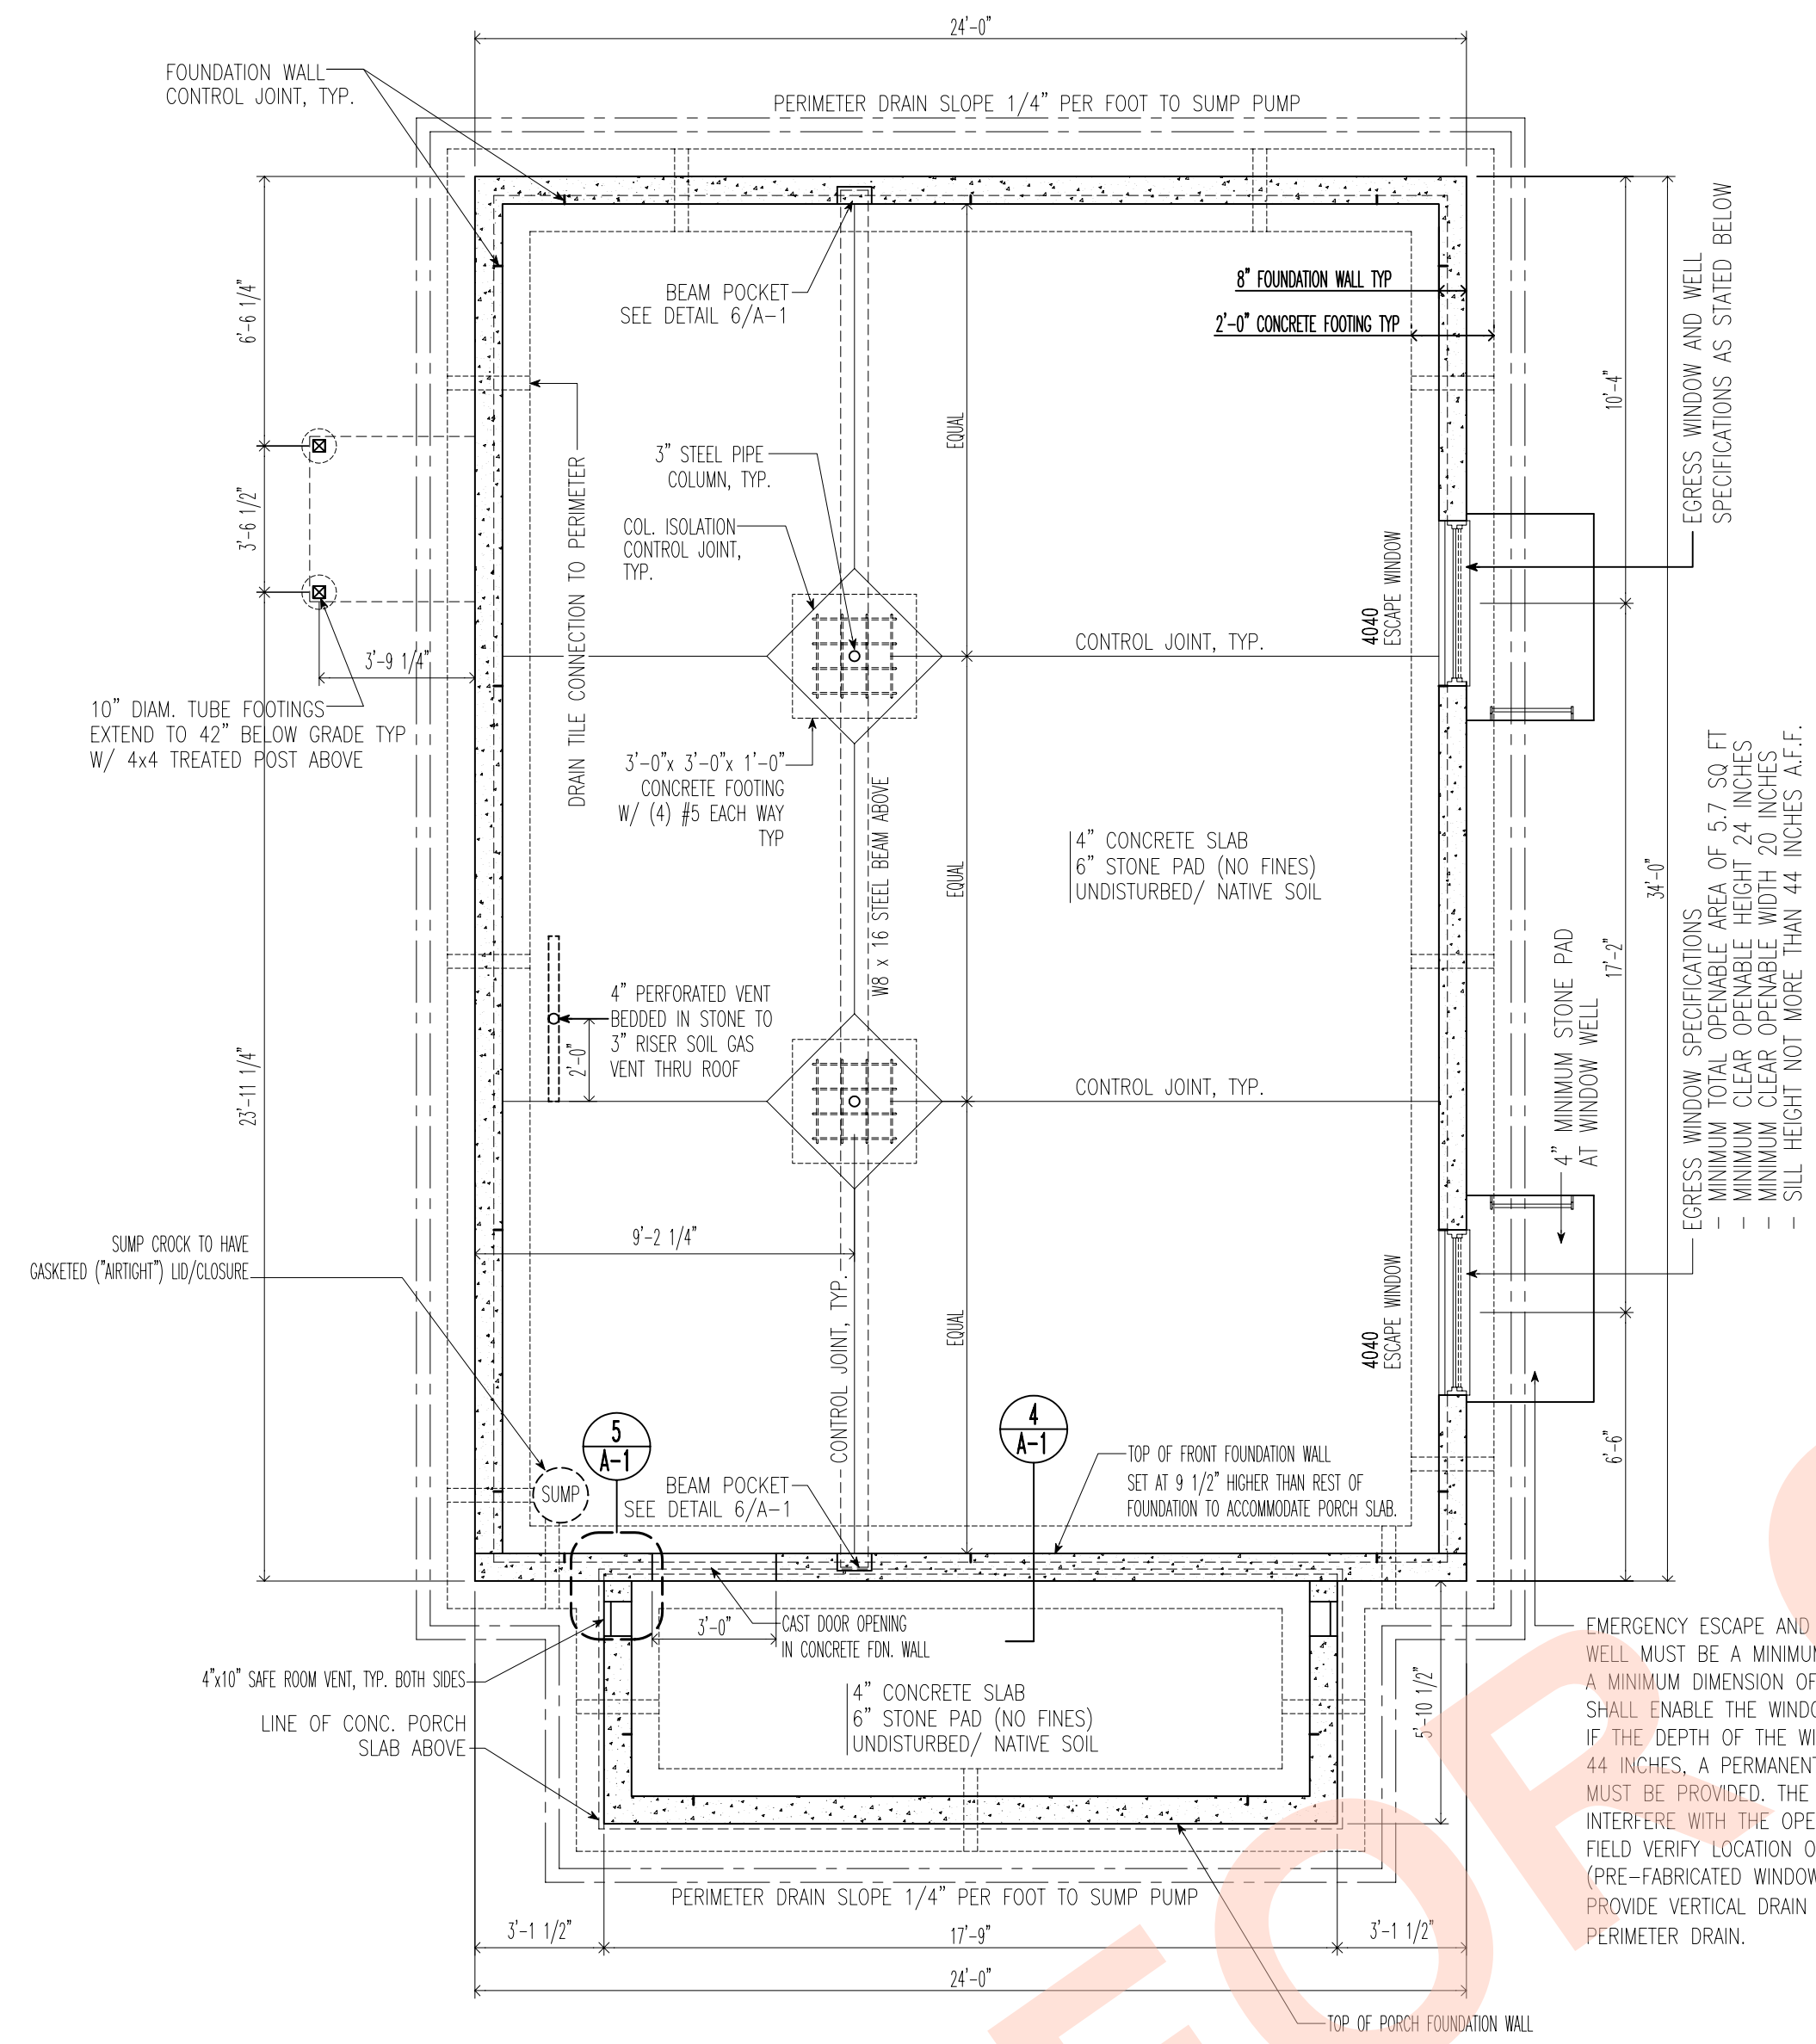 24'-0"
FOUNDATION WALL
CONTROL JOINT, TYP.
PERIMETER DRAIN SLOPE 1/4" PER FOOT TO SUMP PUMP
6'-6 1/4"
3'-6 1/2"
23'-11 1/4"
3'-9 1/4"
10" DIAM. TUBE FOOTINGS
EXTEND TO 42" BELOW GRADE TYP
W/ 4x4 TREATED POST ABOVE
BEAM POCKET
SEE DETAIL 6/A-1
8" FOUNDATION WALL TYP
2'-0" CONCRETE FOOTING TYP
DRAIN TILE CONNECTION TO PERIMETER
3" STEEL PIPE
COLUMN, TYP.
COL. ISOLATION
CONTROL JOINT,
TYP.
EQUAL
CONTROL JOINT, TYP.
4040
ESCAPE WINDOW
3'-0"x 3'-0"x 1'-0"
CONCRETE FOOTING
W/ (4) #5 EACH WAY
TYP
W8 x 16 STEEL BEAM ABOVE
EQUAL
4" CONCRETE SLAB
6" STONE PAD (NO FINES)
UNDISTURBED/ NATIVE SOIL
4" PERFORATED VENT
BEDDED IN STONE TO
3" RISER SOIL GAS
VENT THRU ROOF
2'-0"
CONTROL JOINT, TYP.
9'-2 1/4"
CONTROL JOINT, TYP.
EQUAL
4040
ESCAPE WINDOW
EGRESS WINDOW AND WELL
SPECIFICATIONS AS STATED BELOW
10'-4"
17'-2"
6'-6"
34'-0"
4" MINIMUM STONE PAD
AT WINDOW WELL
EGRESS WINDOW SPECIFICATIONS
- MINIMUM TOTAL OPENABLE AREA OF 5.7 SQ FT
- MINIMUM CLEAR OPENABLE HEIGHT 24 INCHES
- MINIMUM CLEAR OPENABLE WIDTH 20 INCHES
- SILL HEIGHT NOT MORE THAN 44 INCHES A.F.F.
SUMP CROCK TO HAVE
GASKETED ("AIRTIGHT") LID/CLOSURE
SUMP
5
A-1
BEAM POCKET
SEE DETAIL 6/A-1
4
A-1
TOP OF FRONT FOUNDATION WALL
SET AT 9 1/2" HIGHER THAN REST OF
FOUNDATION TO ACCOMMODATE PORCH SLAB.
3'-0"
CAST DOOR OPENING
IN CONCRETE FDN. WALL
4"x10" SAFE ROOM VENT, TYP. BOTH SIDES
LINE OF CONC. PORCH
SLAB ABOVE
4" CONCRETE SLAB
6" STONE PAD (NO FINES)
UNDISTURBED/ NATIVE SOIL
5'-10 1/2"
EMERGENCY ESCAPE AND
WELL MUST BE A MINIMUM
A MINIMUM DIMENSION OF
SHALL ENABLE THE
IF THE DEPTH OF THE
44 INCHES, A PERMANENT
MUST BE PROVIDED. THE
INTERFERE WITH THE
FIELD VERIFY LOCATION
(PRE-FABRICATED WINDOW
PROVIDE VERTICAL DRAIN
PERIMETER DRAIN.
PERIMETER DRAIN SLOPE 1/4" PER FOOT TO SUMP PUMP
3'-1 1/2"
17'-9"
3'-1 1/2"
24'-0"
TOP OF PORCH FOUNDATION WALL
FOR